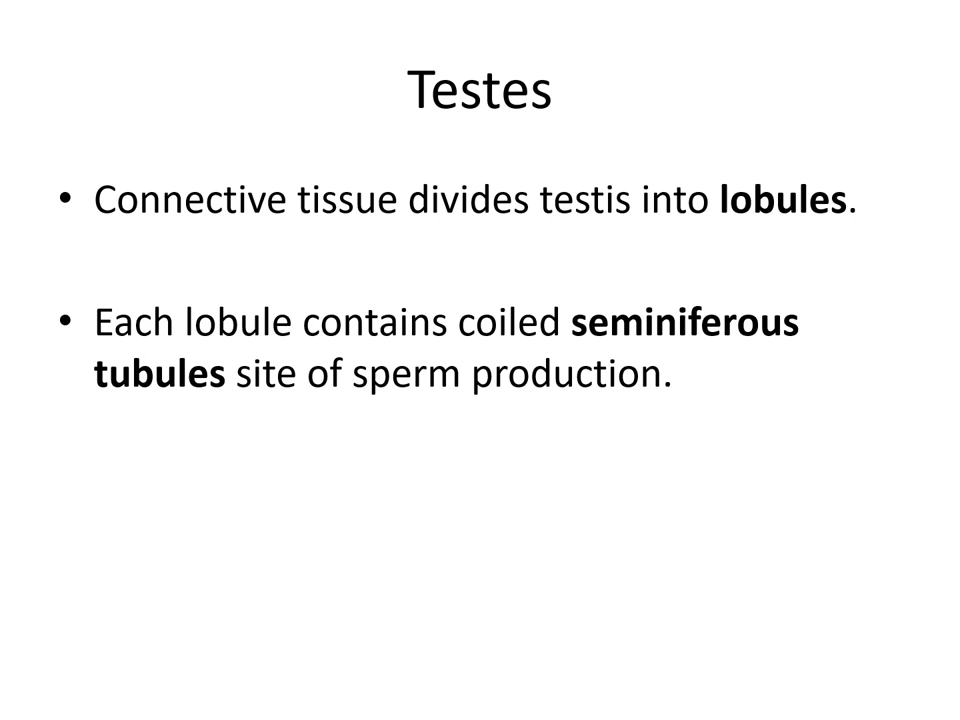 Testes
• Connective tissue divides testis into lobules.
• Each lobule contains coiled seminiferous
tubules site of sperm production.